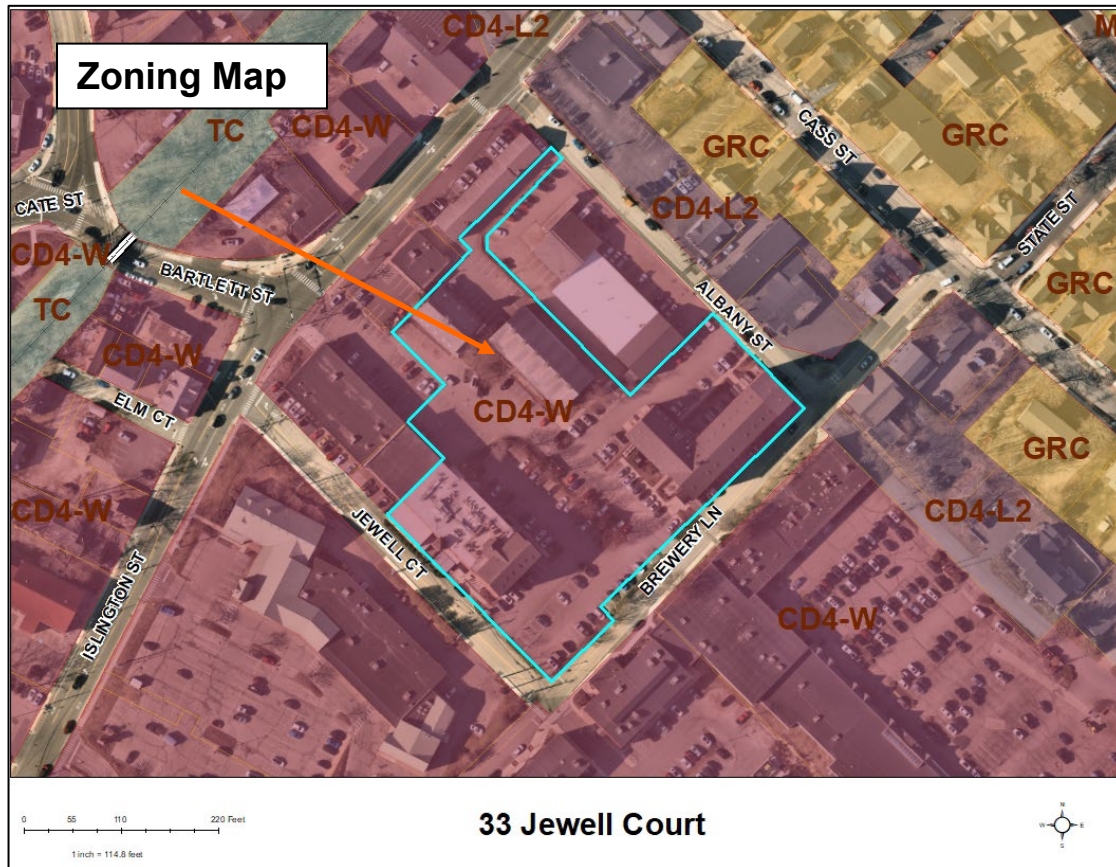 CD4-L2
M
Zoning Map
TC
CD4-W
CASS ST
GRC
GRC
CATE ST
CD4-L2
STATE ST
CD4-W
BARTLETT ST
GRC
TC
ALBANY ST
CD4-W
ELM CT
CD4-W
GRC
CD4-W
JEWELL CT
BREWERY LN
CD4-L2
ISLINGTON ST
CD4-W
0 55 110 220 Feet
1 inch = 114.8 feet
33 Jewell Court
N
W E
S